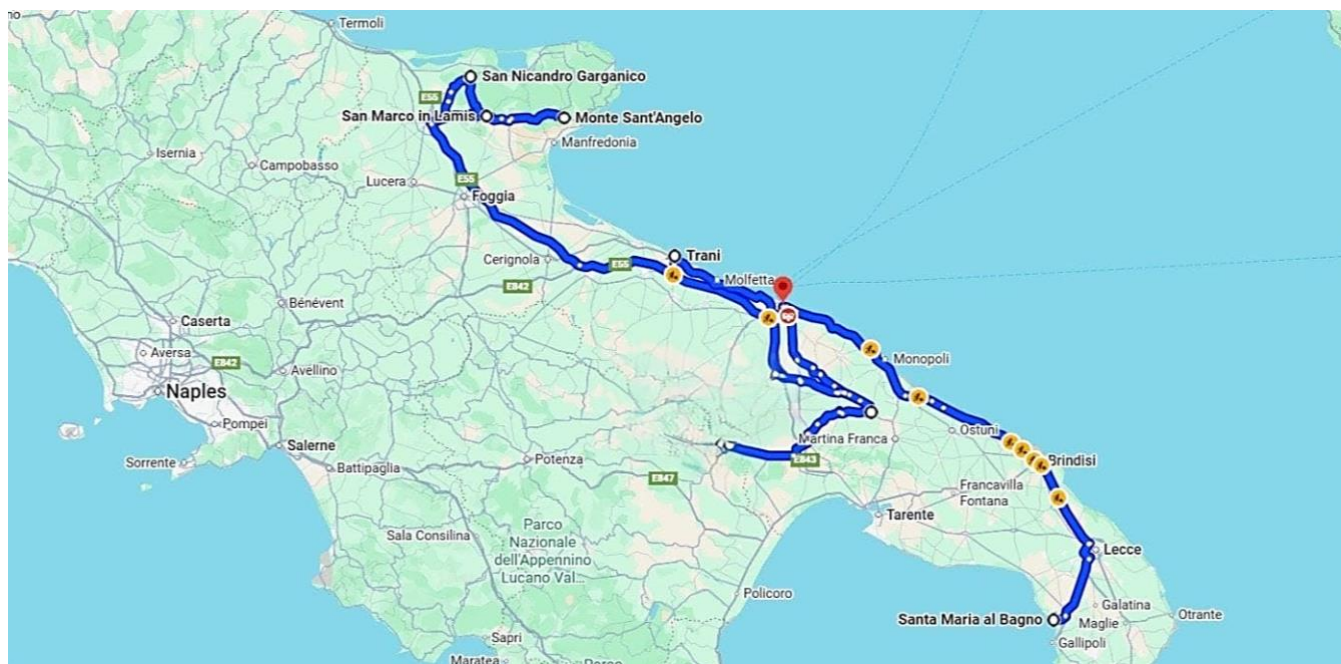 no
Termoli
San Nicandro Garganico
E55
San Marco in Lamis
Monte Sant'Angelo
Manfredonia
Isernia
Campobasso
Lucera
E55
Foggia
Trani
Cerignola
E55
Molfetta
E842
Bénévent
Caserta
Monopoli
Aversa
E842
Avellino
Naples
Pompei
Ostuni
Martina Franca
Salerne
Sorrente
Battipaglia
Potenza
E843
Brindisi
E847
Francavilla
Fontana
Tarente
Parco
Nazionale
dell'Appennino
Lucano Val...
Sala Consilina
Lecce
Policoro
Galatina
Santa Maria al Bagno
Maglie
Otrante
Sapri
Gallipoli
Maratea
Parco